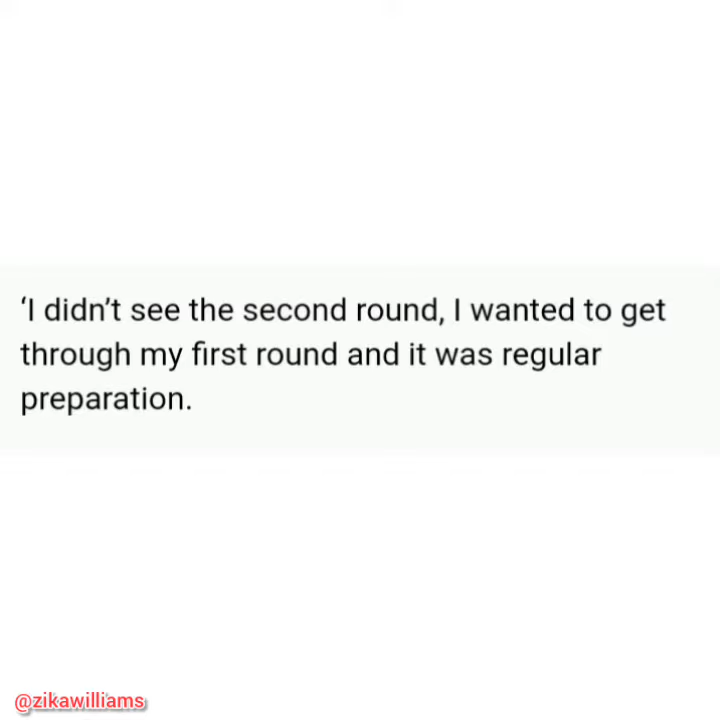 ‘I didn’t see the second round, I wanted to get
through my first round and it was regular
preparation.
@zikawilliams